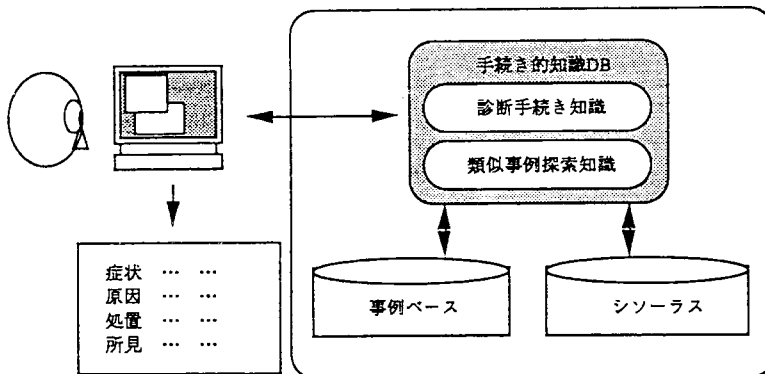 手続き的知識DB
診断手続き知識
類似事例探索知識
事例ベース
シソーラス
症状 … …
原因 … …
処置 … …
所見 … …